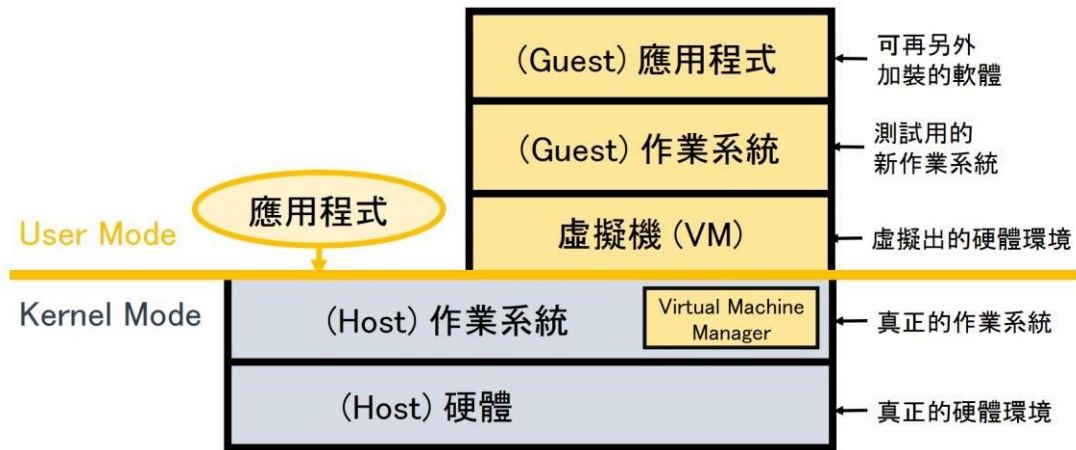 (Guest) 應用程式
可再另外
加裝的軟體
(Guest) 作業系統
測試用的
新作業系統
應用程式
User Mode
虛擬機 (VM)
虛擬出的硬體環境
Kernel Mode
(Host) 作業系統
Virtual Machine
Manager
真正的作業系統
(Host) 硬體
真正的硬體環境